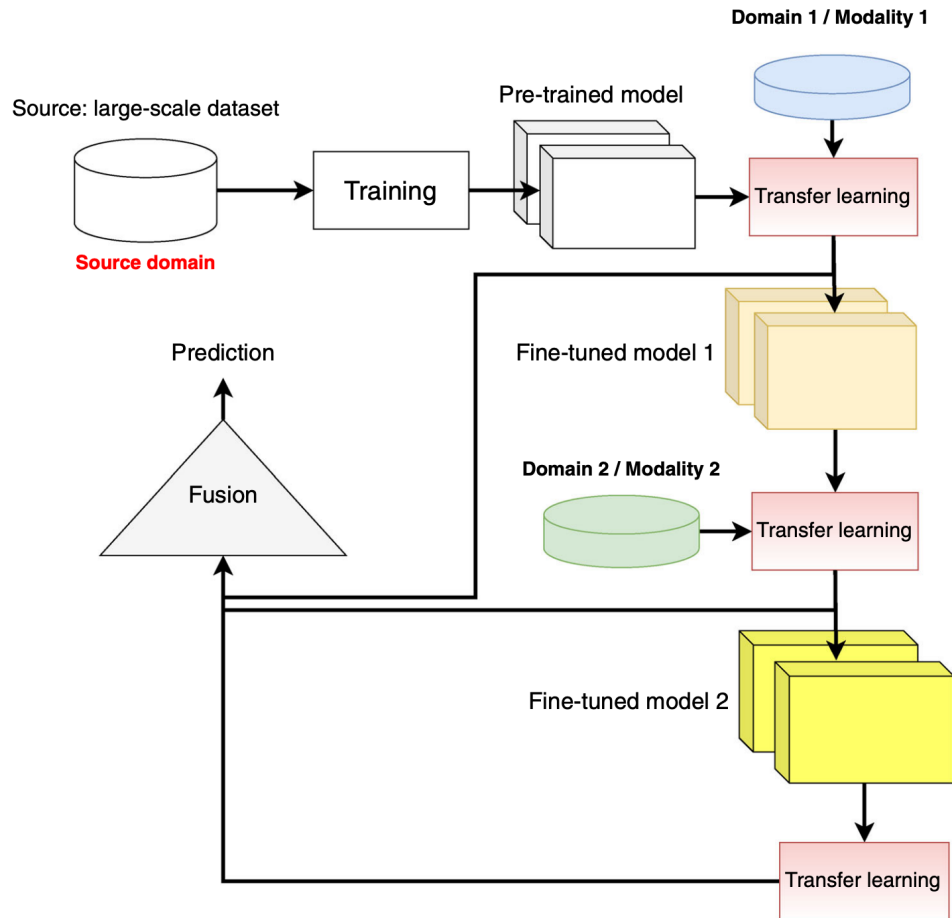 Domain 1 / Modality 1
Source: large-scale dataset
Pre-trained model
Training
Transfer learning
Source domain
Prediction
Fine-tuned model 1
Fusion
Domain 2 / Modality 2
Transfer learning
Fine-tuned model 2
Transfer learning